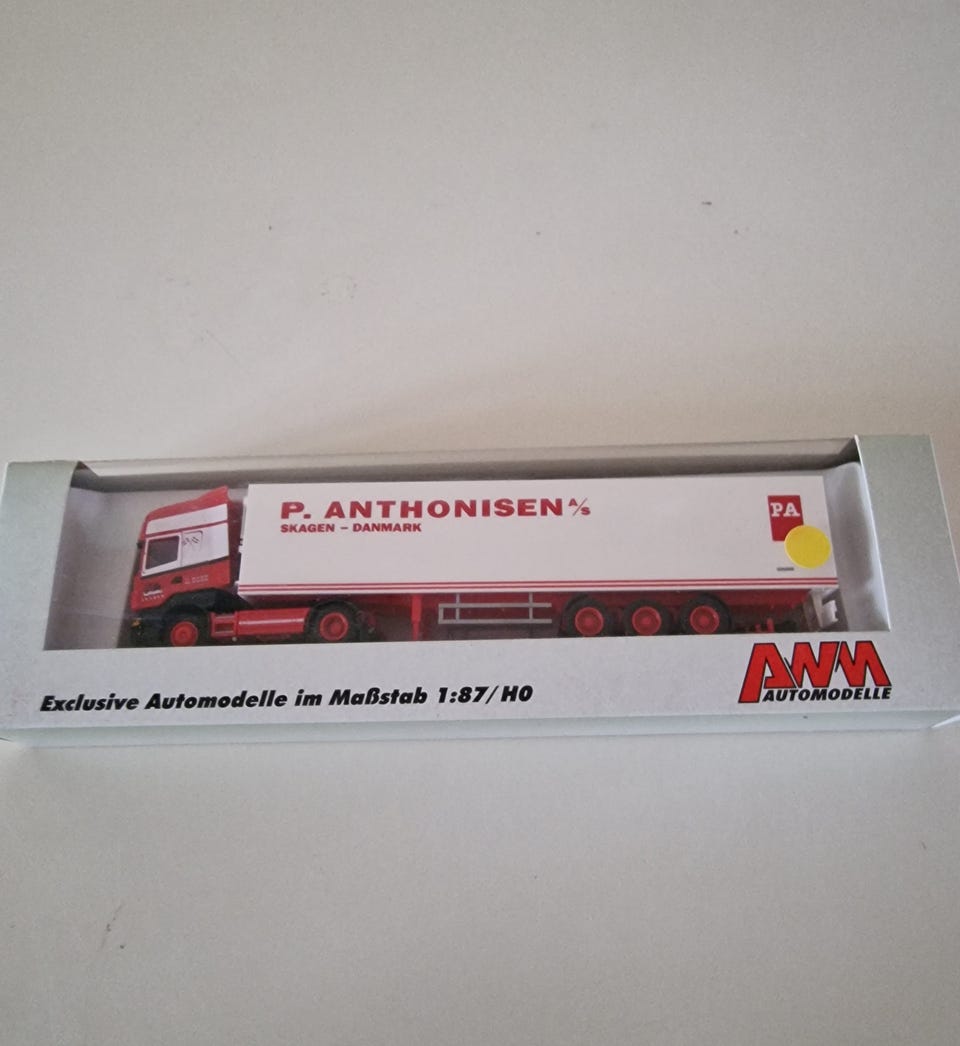 P. ANTHONISEN A/S
SKAGEN – DANMARK
PA
Exclusive Automodelle im Maßstab 1:87/H0
AWM
AUTOMODELLE